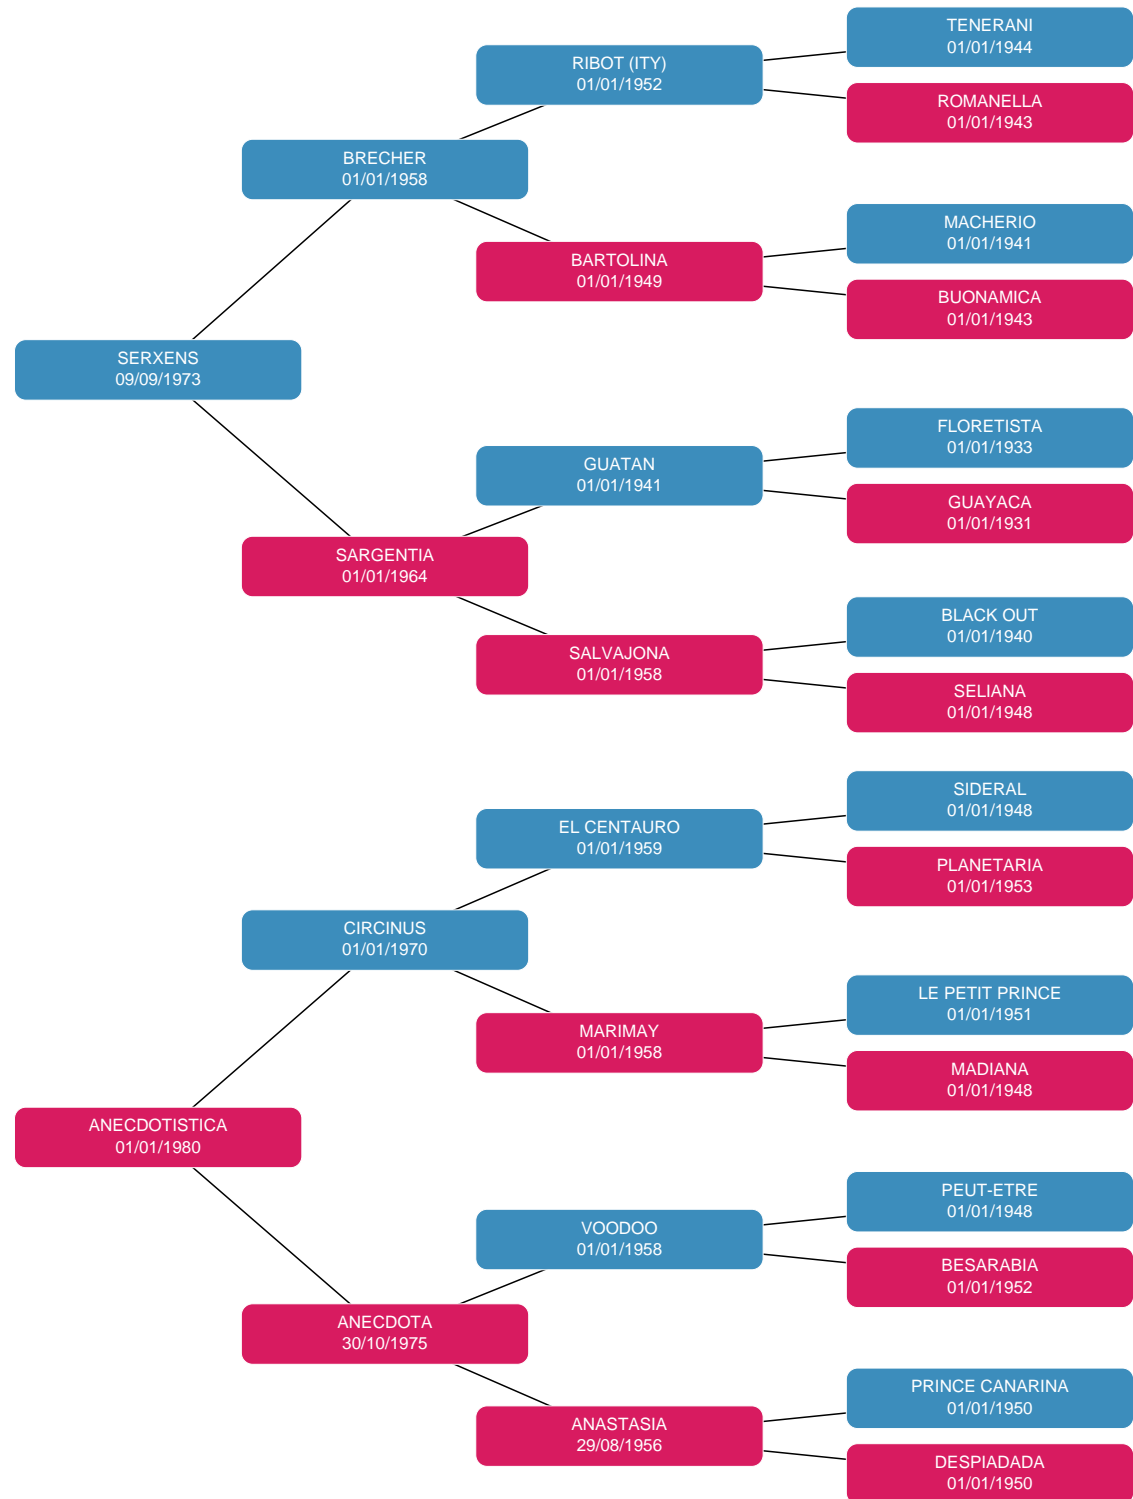 TENERANI
01/01/1944
RIBOT (ITY)
01/01/1952
ROMANELLA
01/01/1943
BRECHER
01/01/1958
MACHERIO
01/01/1941
BARTOLINA
01/01/1949
BUONAMICA
01/01/1943
SERXENS
09/09/1973
FLORETISTA
01/01/1933
GUATAN
01/01/1941
GUAYACA
01/01/1931
SARGENTIA
01/01/1964
BLACK OUT
01/01/1940
SALVAJONA
01/01/1958
SELIANA
01/01/1948
SIDERAL
01/01/1948
EL CENTAURO
01/01/1959
PLANETARIA
01/01/1953
CIRCINUS
01/01/1970
LE PETIT PRINCE
01/01/1951
MARIMAY
01/01/1958
MADIANA
01/01/1948
ANECDOTISTICA
01/01/1980
PEUT-ETRE
01/01/1948
VOODOO
01/01/1958
BESARABIA
01/01/1952
ANECDOTA
30/10/1975
PRINCE CANARINA
01/01/1950
ANASTASIA
29/08/1956
DESPIADADA
01/01/1950